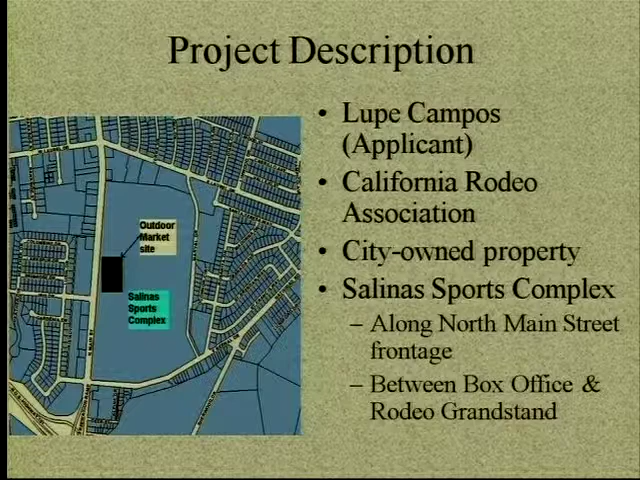 Project Description
Outdoor
Market
site
Salinas
Sports
Complex
• Lupe Campos
(Applicant)
• California Rodeo
Association
• City-owned property
• Salinas Sports Complex
– Along North Main Street
frontage
– Between Box Office &
Rodeo Grandstand